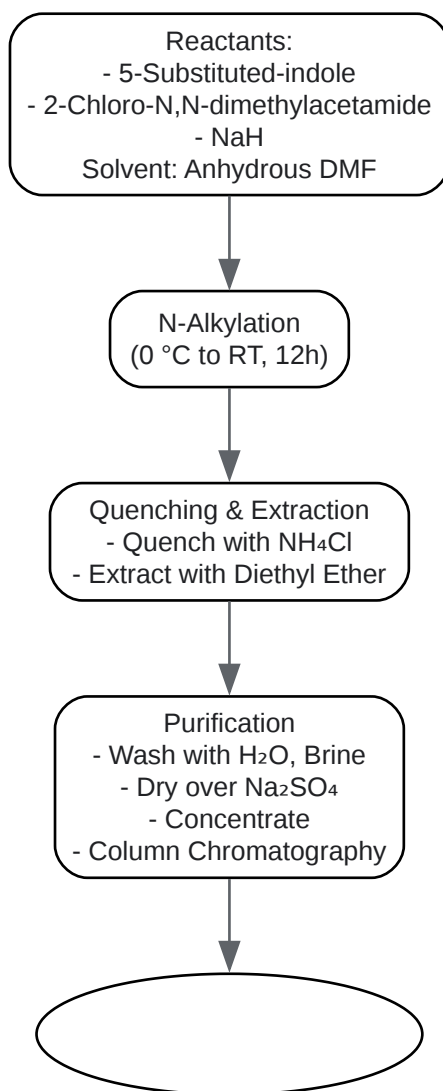 Reactants:
- 5-Substituted-indole
- 2-Chloro-N,N-dimethylacetamide
- NaH
Solvent: Anhydrous DMF
N-Alkylation
(0 °C to RT, 12h)
Quenching & Extraction
- Quench with NH₄Cl
- Extract with Diethyl Ether
Purification
- Wash with H₂O, Brine
- Dry over Na₂SO₄
- Concentrate
- Column Chromatography